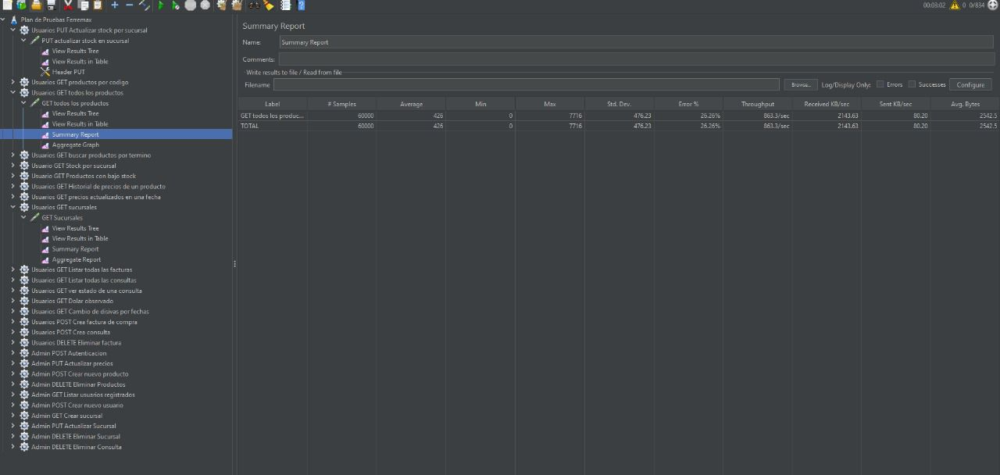 00:03:02 0 0/834
Plan de Pruebas Ferremax
Usuarios PUT Actualizar stock por sucursal
PUT actualizar stock en sucursal
View Results Tree
View Results in Table
Header PUT
Usuarios GET productos por codigo
Usuarios GET todos los productos
GET todos los productos
View Results Tree
View Results in Table
Summary Report
Aggregate Graph
Usuarios GET buscar productos por termino
Usuario GET Stock por sucursal
Usuario GET Productos con bajo stock
Usuarios GET Historial de precios de un producto
Usuarios GET precios actualizados en una fecha
Usuarios GET sucursales
GET Sucursales
View Results Tree
View Results in Table
Summary Report
Aggregate Report
Usuarios GET Listar todas las facturas
Usuarios GET Listar todas las consultas
Usuarios GET ver estado de una consulta
Usuarios GET Dolar observado
Usuarios GET Cambio de disivas por fechas
Usuarios POST Crea factura de compra
Usuarios POST Crea consulta
Usuarios DELETE Eliminar factura
Admin POST Autenticacion
Admin PUT Actualizar precios
Admin POST Crear nuevo producto
Admin DELETE Eliminar Productos
Admin GET Listar usuarios registrados
Admin POST Crear nuevo usuario
Admin GET Crear sucursal
Admin PUT Actualizar Sucursal
Admin DELETE Eliminar Sucursal
Admin DELETE Eliminar Consulta
Summary Report
Name: Summary Report
Comments:
Write results to file / Read from file
Filename Browse... Log/Display Only: Errors Successes Configure
Label # Samples Average Min Max Std. Dev. Error % Throughput Received KB/sec Sent KB/sec Avg. Bytes
GET todos los produc... 60000 426 0 7716 476.23 26.26% 863.3/sec 2143.63 80.20 2542.5
TOTAL 60000 426 0 7716 476.23 26.26% 863.3/sec 2143.63 80.20 2542.5